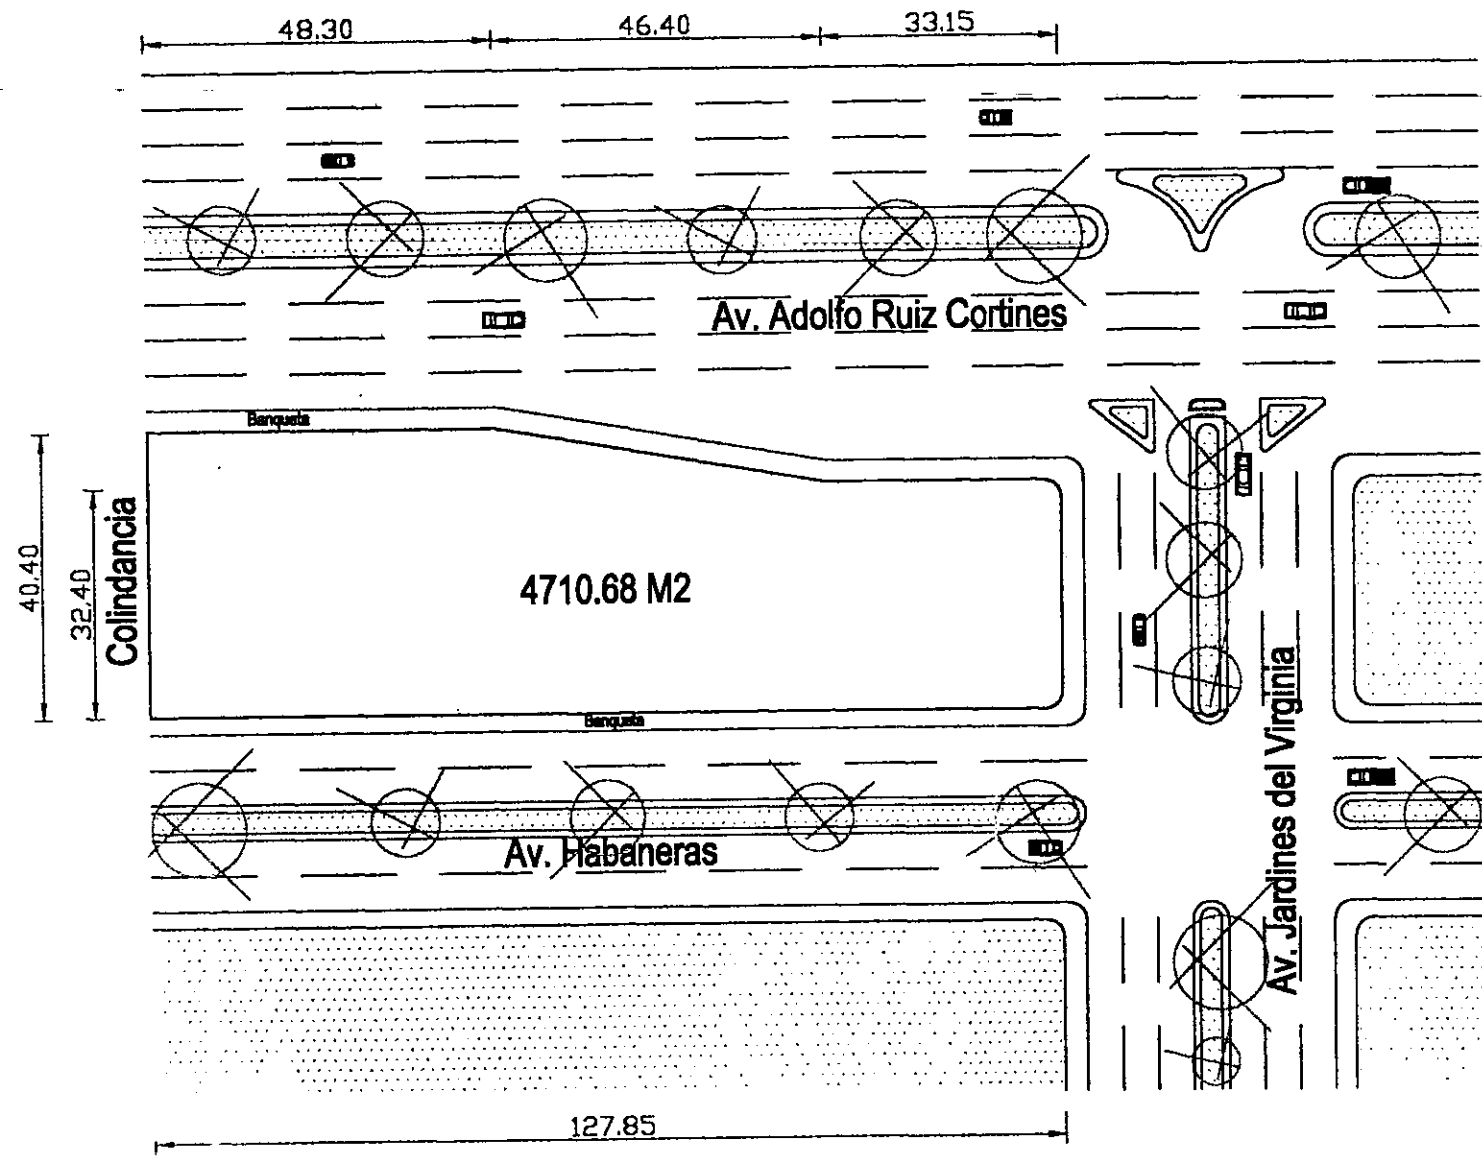 48.30 46.40 33.15
Av. Adolfo Ruiz Cortines
Banqueta
40.40
32.40
Colindancia
4710.68 M2
Banqueta
Av. Jardines del Virginia
Av. Habaneras
127.85